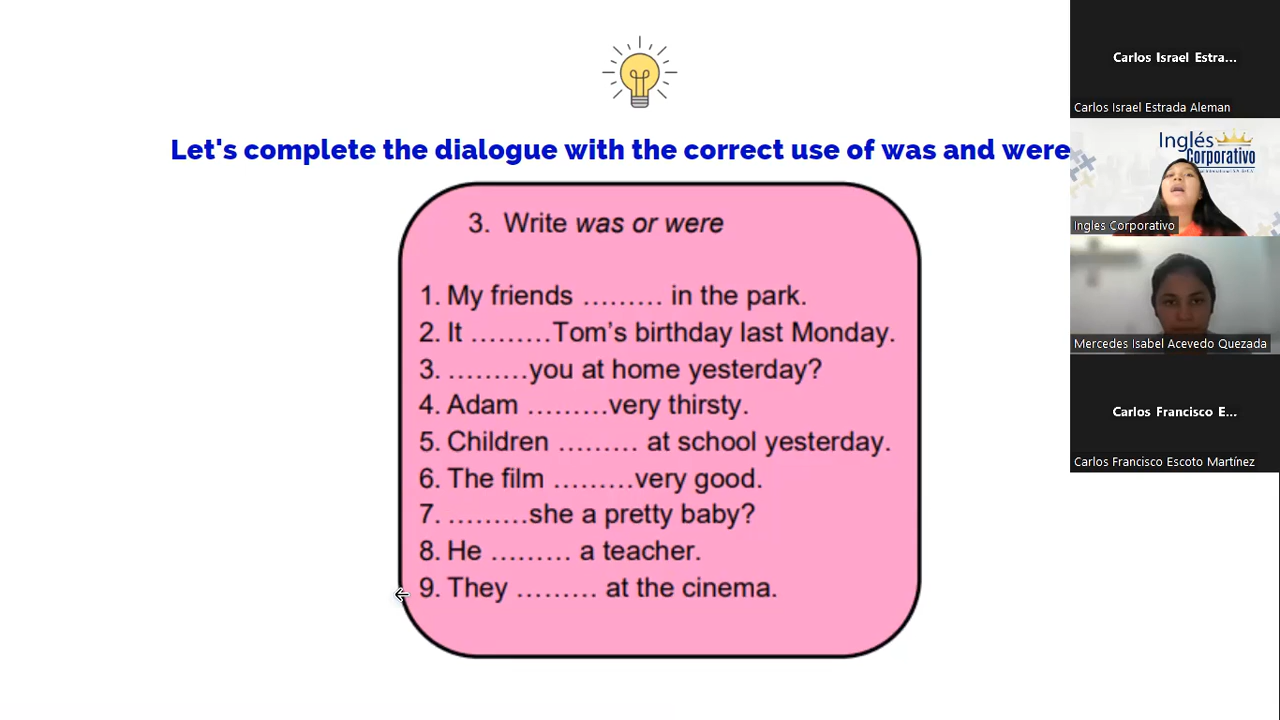 Let's complete the dialogue with the correct use of was and were
3. Write was or were
1. My friends ……… in the park.
2. It ………Tom's birthday last Monday.
3. ………you at home yesterday?
4. Adam ………very thirsty.
5. Children ……… at school yesterday.
6. The film ………very good.
7. ………she a pretty baby?
8. He ……… a teacher.
9. They ……… at the cinema.
Carlos Israel Estra...
Carlos Israel Estrada Aleman
Inglés
Corporativo
Ingles Corporativo
Mercedes Isabel Acevedo Quezada
Carlos Francisco E...
Carlos Francisco Escoto Martínez